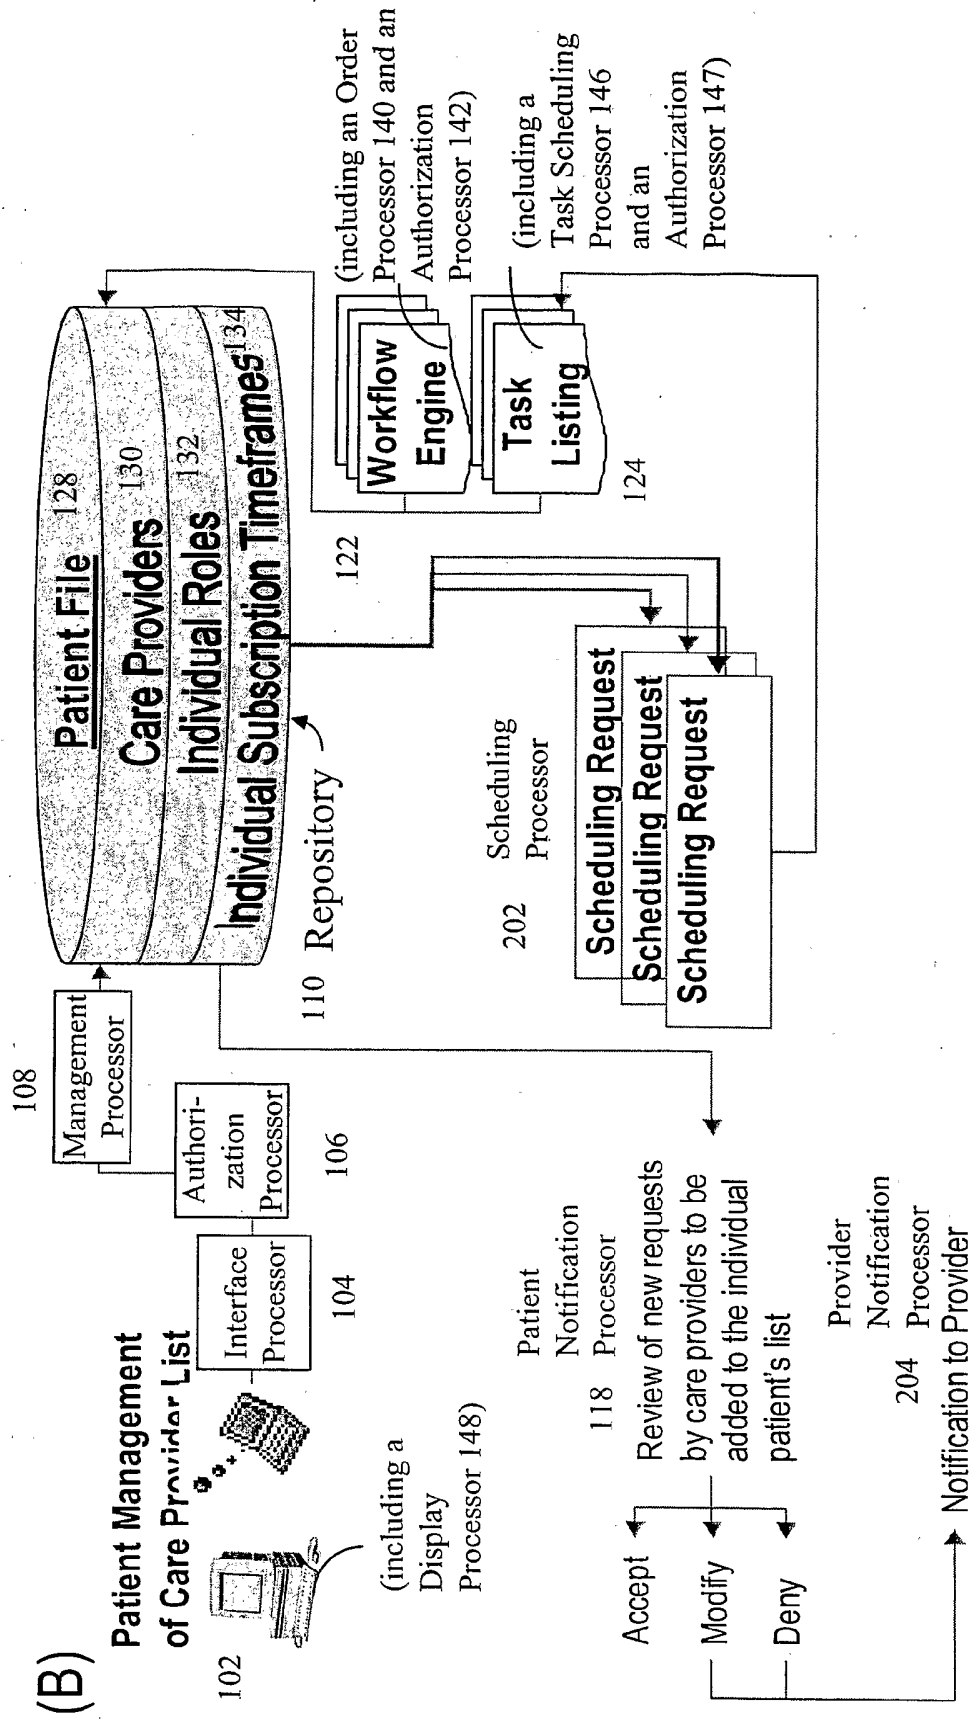 (B)
Patient Management
of Care Provider List
102
(including a
Display
Processor 148)
Interface
Processor
104
Authori-
zation
Processor
106
108
Management
Processor
Patient File 128
Care Providers 130
Individual Roles 132
Individual Subscription Timeframes 134
110 Repository
(including an Order
Processor 140 and an
Authorization
Processor 142)
Workflow
Engine
122
(including a
Task Scheduling
Processor 146
and an
Authorization
Processor 147)
Task
Listing
124
Scheduling
Processor
202
Scheduling Request
Scheduling Request
Scheduling Request
Patient
Notification
Processor
118
Review of new requests
by care providers to be
added to the individual
patient's list
Accept
Modify
Deny
Provider
Notification
Processor
204
Notification to Provider